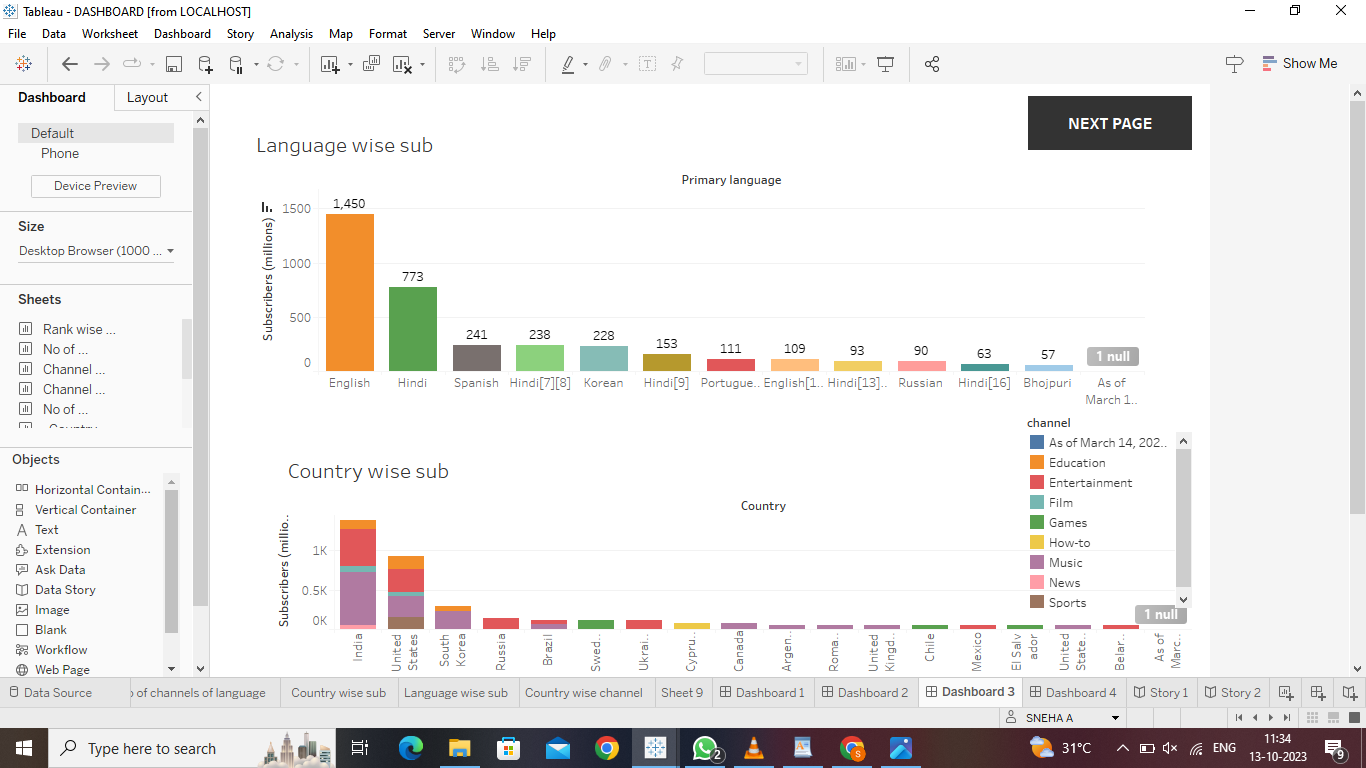 Tableau - DASHBOARD [from LOCALHOST]
File Data Worksheet Dashboard Story Analysis Map Format Server Window Help
Show Me
Dashboard Layout
Default
Phone
Device Preview
Size
Desktop Browser (1000 ...
Sheets
Rank wise ...
No of ...
Channel ...
Channel ...
No of ...
Country
Objects
Horizontal Contain...
Vertical Container
Text
Extension
Ask Data
Data Story
Image
Blank
Workflow
Web Page
NEXT PAGE
Language wise sub
Primary language
Subscribers (millions)
1500
1000
500
0
1,450
773
241
238
228
153
111
109
93
90
63
57
1 null
English
Hindi
Spanish
Hindi[7][8]
Korean
Hindi[9]
Portugue..
English[1..
Hindi[13]..
Russian
Hindi[16]
Bhojpuri
As of
March 1..
channel
As of March 14, 202..
Education
Entertainment
Film
Games
How-to
Music
News
Sports
Country wise sub
Country
Subscribers (millio..
1K
0.5K
0K
1 null
India
United
States
South
Korea
Russia
Brazil
Swed..
Ukrai..
Cypru..
Canada
Argen..
Roma..
United
Kingd..
Chile
Mexico
El Salv
ador
United
State..
Belar..
As of
Marc..
Data Source
o of channels of language
Country wise sub
Language wise sub
Country wise channel
Sheet 9
Dashboard 1
Dashboard 2
Dashboard 3
Dashboard 4
Story 1
Story 2
SNEHA A
Type here to search
2
S
31°C
ENG
11:34
13-10-2023
9